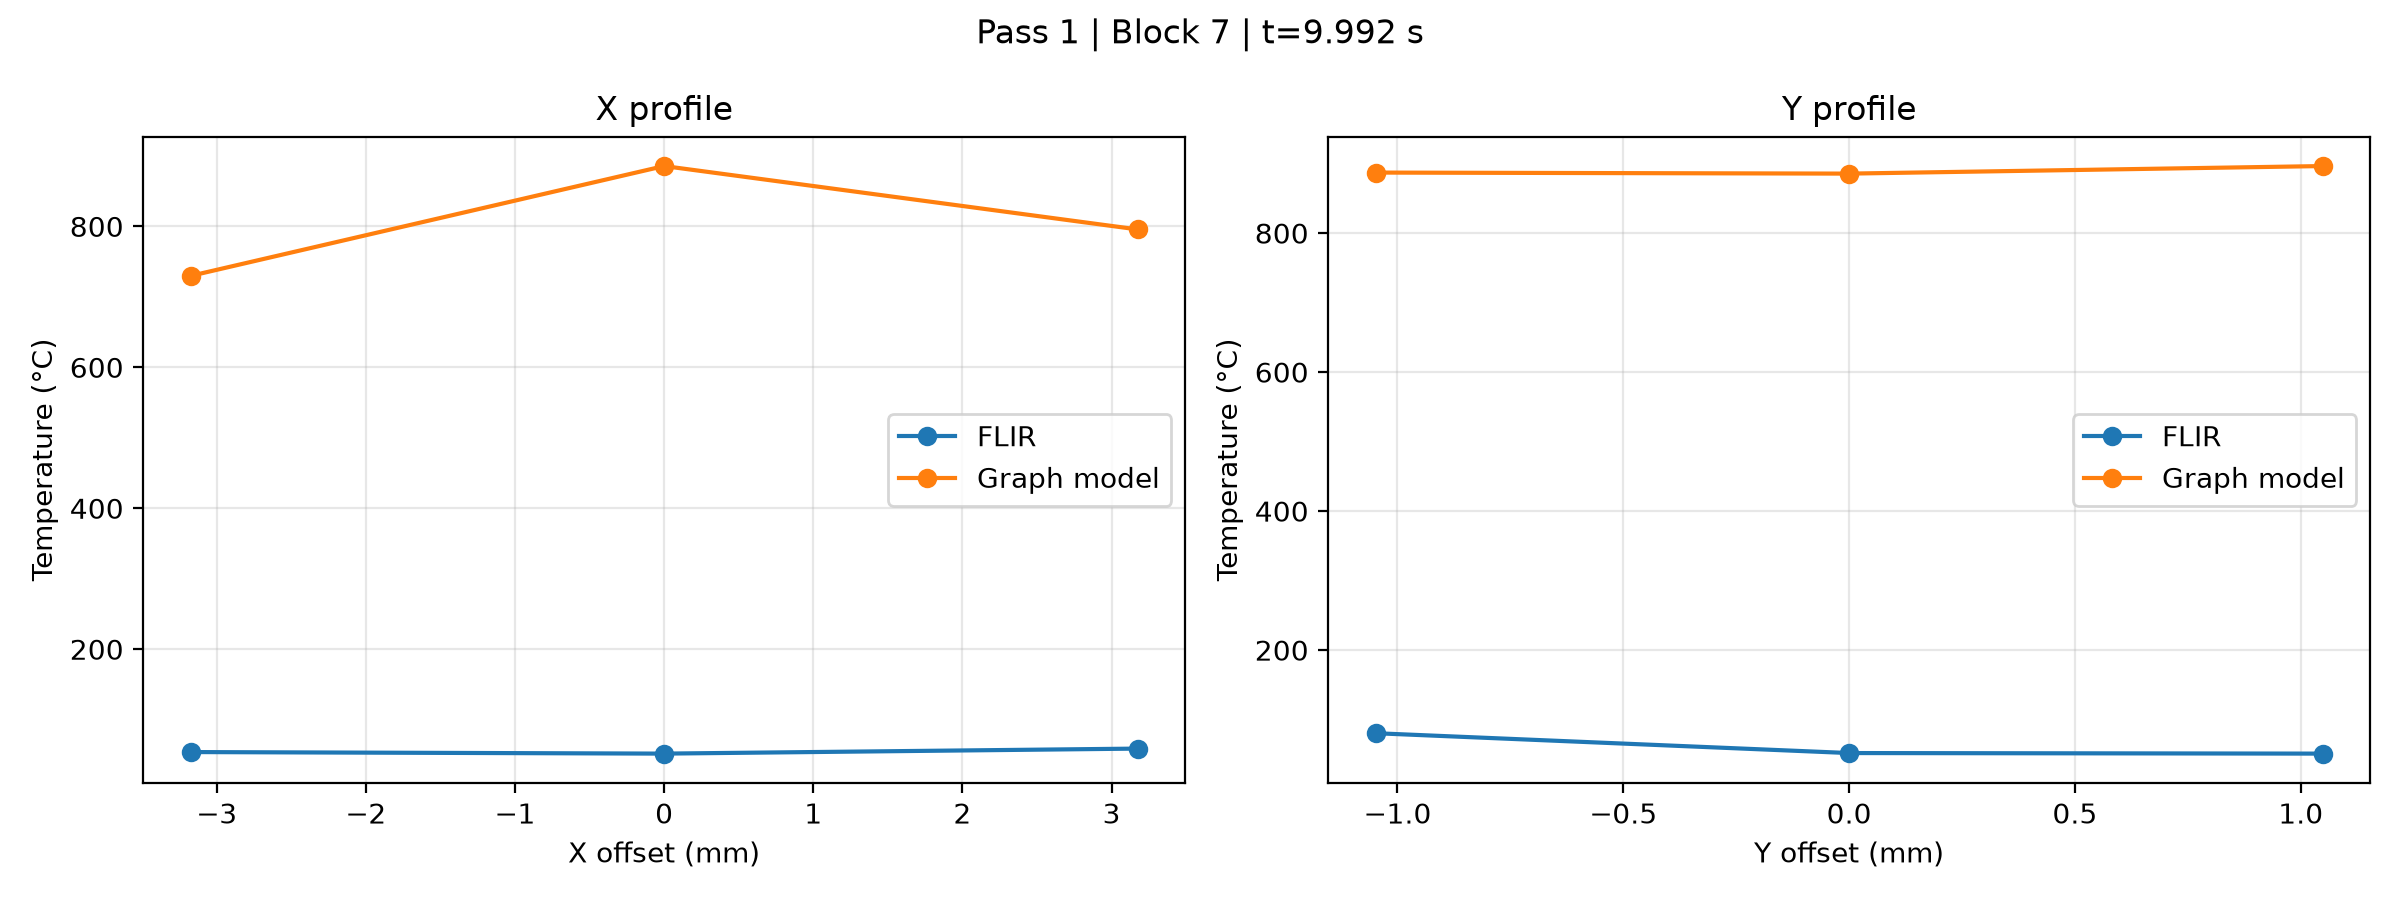 Pass 1 | Block 7 | t=9.992 s
X profile
Temperature (°C)
800
600
400
200
−3
−2
−1
0
1
2
3
X offset (mm)
FLIR
Graph model
Y profile
Temperature (°C)
800
600
400
200
−1.0
−0.5
0.0
0.5
1.0
Y offset (mm)
FLIR
Graph model